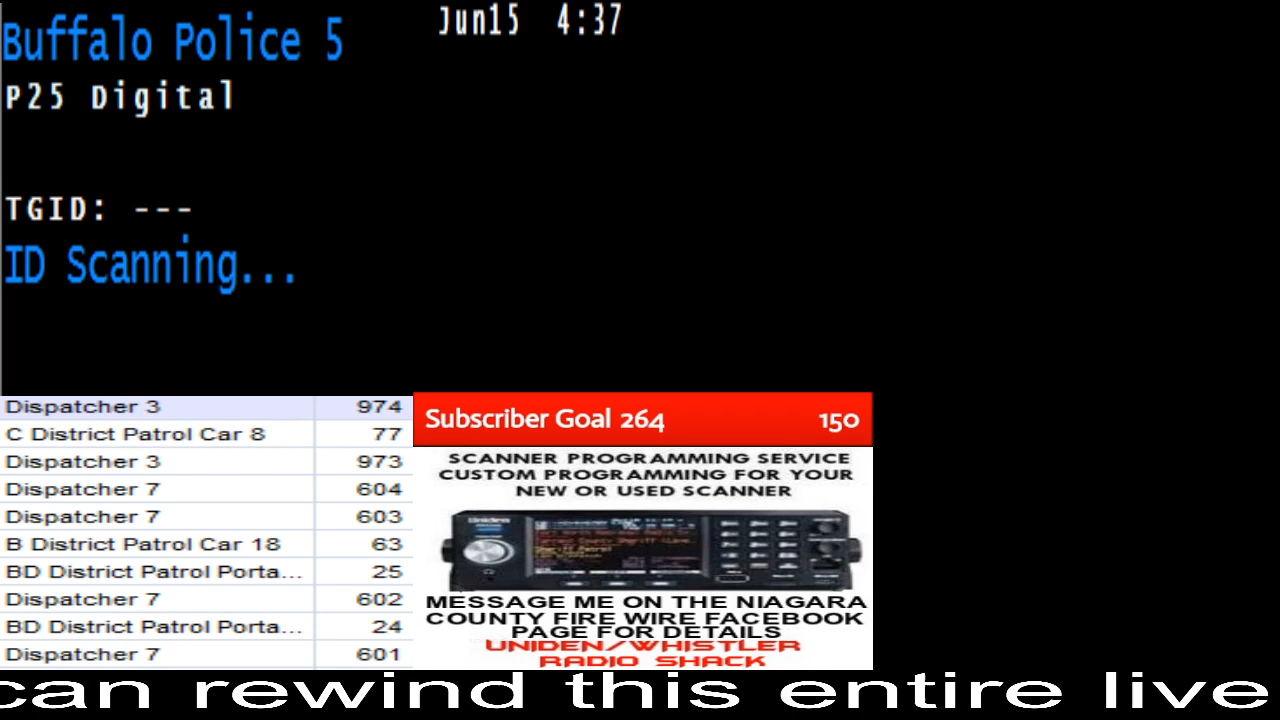 Buffalo Police 5
Jun15 4:37
P25 Digital
TGID: ---
ID Scanning...
Dispatcher 3 974
C District Patrol Car 8 77
Dispatcher 3 973
Dispatcher 7 604
Dispatcher 7 603
B District Patrol Car 18 63
BD District Patrol Porta... 25
Dispatcher 7 602
BD District Patrol Porta... 24
Dispatcher 7 601
Subscriber Goal 264 150
SCANNER PROGRAMMING SERVICE
CUSTOM PROGRAMMING FOR YOUR
NEW OR USED SCANNER
Uniden
MESSAGE ME ON THE NIAGARA
COUNTY FIRE WIRE FACEBOOK
PAGE FOR DETAILS
UNIDEN/WHISTLER
RADIO SHACK
can rewind this entire live